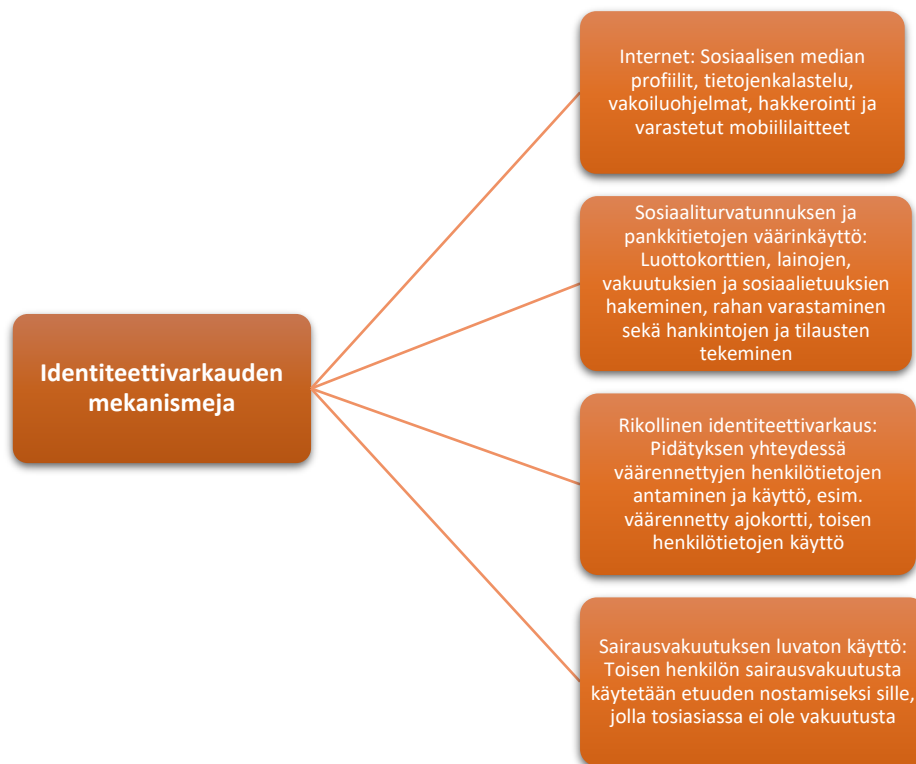 Internet: Sosiaalisen median
profiilit, tietojenkalastelu,
vakoiluohjelmat, hakkerointi ja
varastetut mobiililaitteet
Sosiaaliturvatunnuksen ja
pankkitietojen väärinkäyttö:
Luottokorttien, lainojen,
vakuutuksien ja sosiaalietuuksien
hakeminen, rahan varastaminen
sekä hankintojen ja tilausten
tekeminen
Identiteettivarkauden
mekanismeja
Rikollinen identiteettivarkaus:
Pidätyksen yhteydessä
väärennettyjen henkilötietojen
antaminen ja käyttö, esim.
väärennetty ajokortti, toisen
henkilötietojen käyttö
Sairausvakuutuksen luvaton käyttö:
Toisen henkilön sairausvakuutusta
käytetään etuuden nostamiseksi sille,
jolla tosiasiassa ei ole vakuutusta